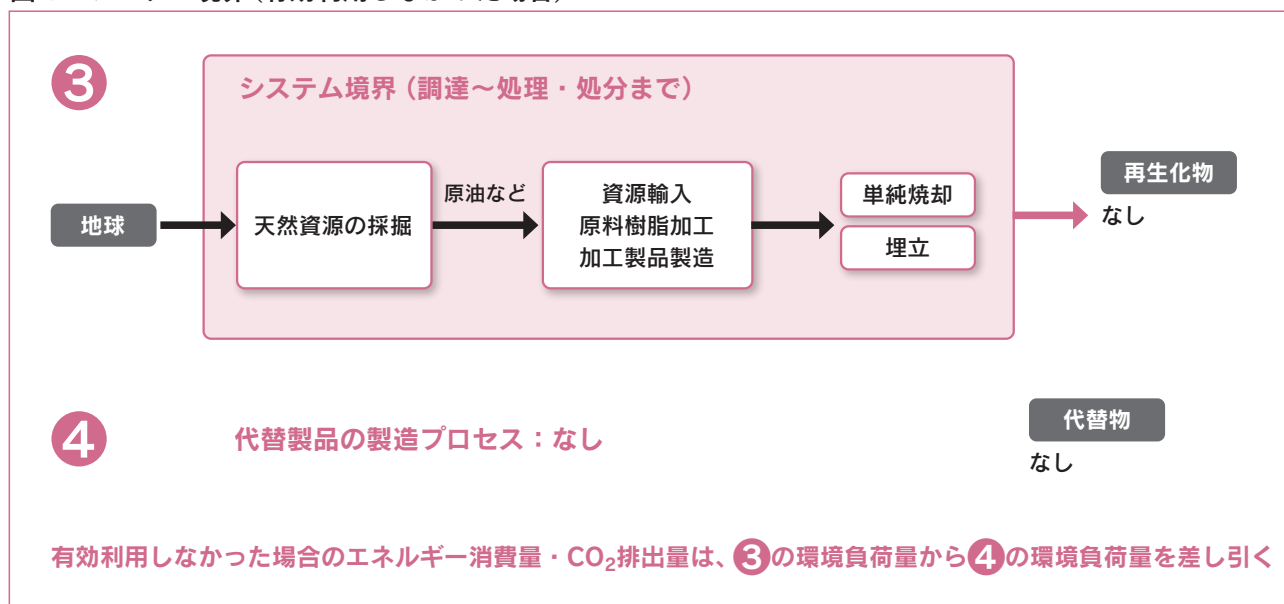 ❸
システム境界（調達～処理・処分まで）
地球
天然資源の採掘
原油など
資源輸入
原料樹脂加工
加工製品製造
単純焼却
埋立
再生化物
なし
❹
代替製品の製造プロセス：なし
代替物
なし
有効利用しなかった場合のエネルギー消費量・CO₂排出量は、❸の環境負荷量から❹の環境負荷量を差し引く